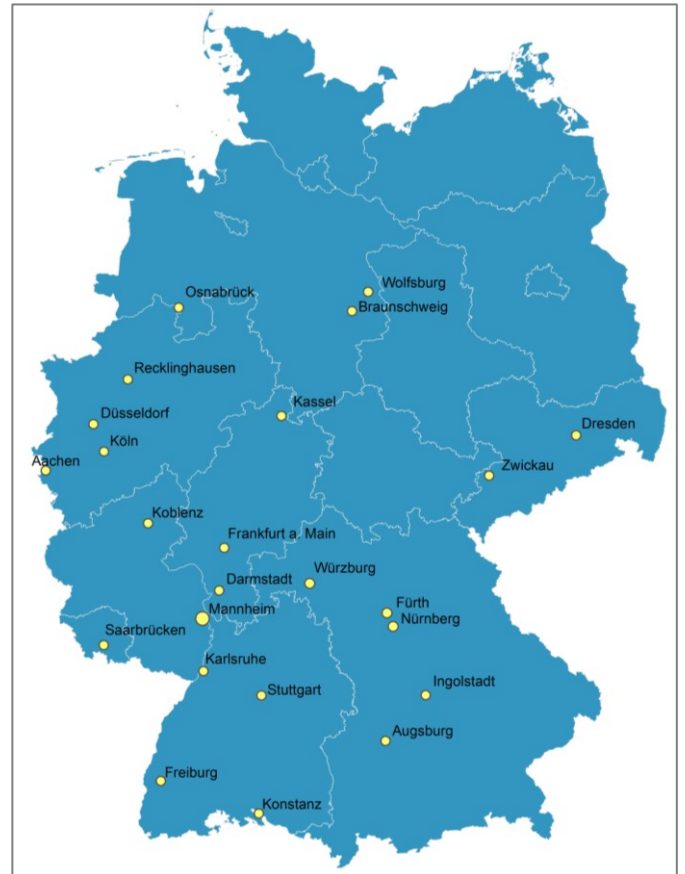 Wolfsburg
Osnabrück
Braunschweig
Recklinghausen
Kassel
Düsseldorf
Dresden
Köln
Aachen
Zwickau
Koblenz
Frankfurt a. Main
Würzburg
Darmstadt
Mannheim
Fürth
Nürnberg
Saarbrücken
Karlsruhe
Stuttgart
Ingolstadt
Augsburg
Freiburg
Konstanz